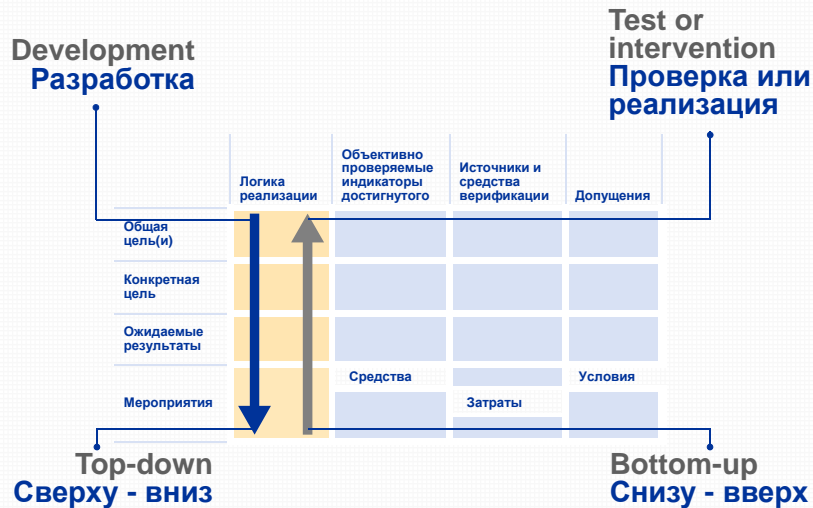 Development
Разработка
Test or
intervention
Проверка или
реализация
Логика
реализации
Объективно
проверяемые
индикаторы
достигнутого
Источники и
средства
верификации
Допущения
Общая
цель(и)
Конкретная
цель
Ожидаемые
результаты
Мероприятия
Средства
Затраты
Условия
Top-down
Сверху - вниз
Bottom-up
Снизу - вверх